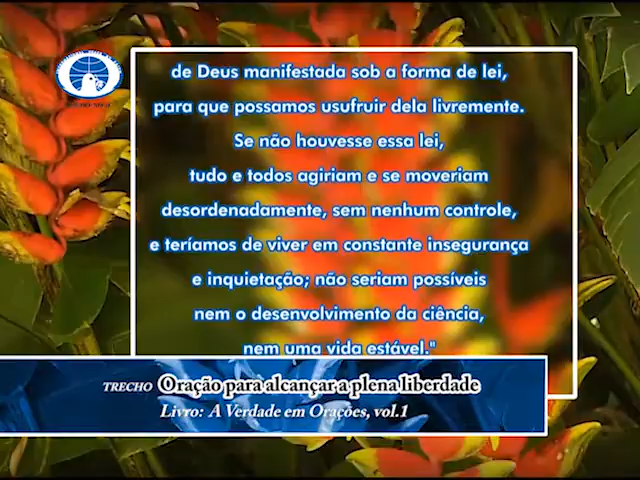 de Deus manifestada sob a forma de lei,
para que possamos usufruir dela livremente.
Se não houvesse essa lei,
tudo e todos agiriam e se moveriam
desordenadamente, sem nenhum controle,
e teríamos de viver em constante insegurança
e inquietação; não seriam possíveis
nem o desenvolvimento da ciência,
nem uma vida estável."
TRECHO Oração para alcançar a plena liberdade
Livro: A Verdade em Orações, vol.1